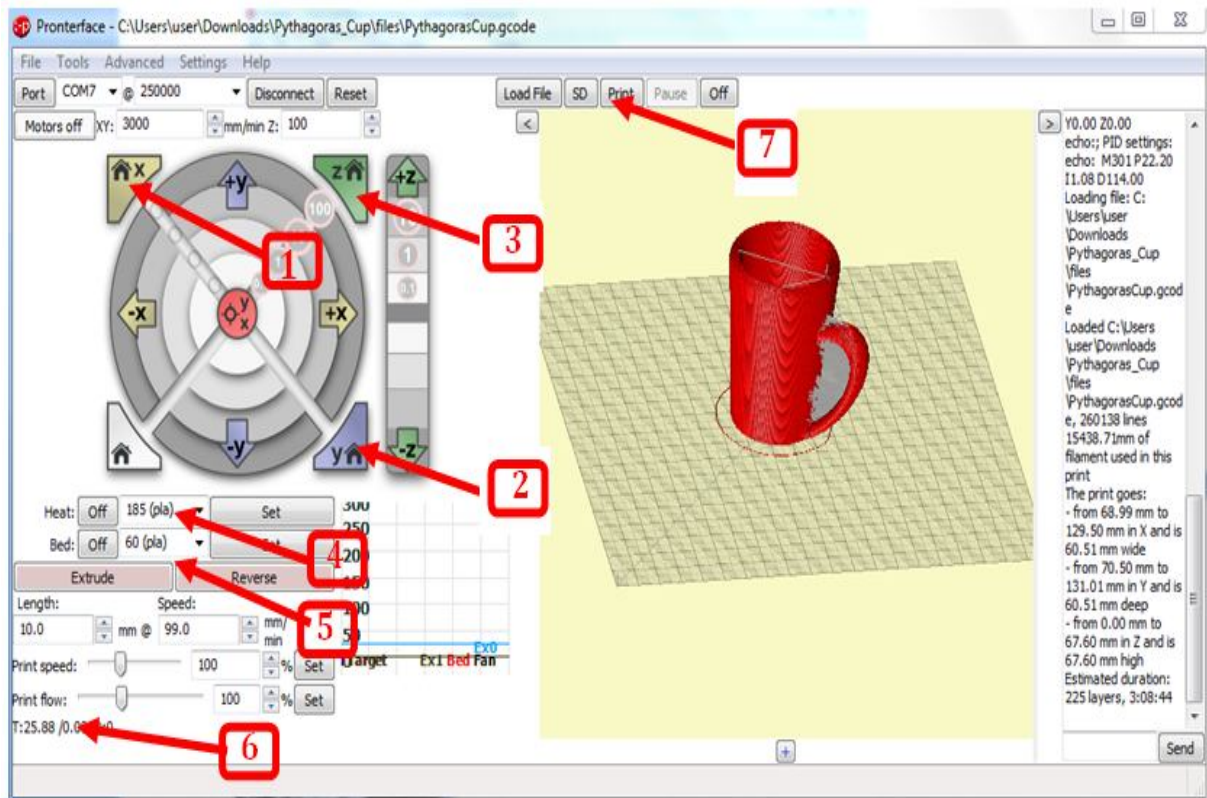 Pronterface - C:\Users\user\Downloads\Pythagoras_Cup\files\PythagorasCup.gcode
File Tools Advanced Settings Help
Port COM7 @ 250000 Disconnect Reset
Load File SD Print Pause Off
Motors off XY: 3000 mm/min Z: 100
<
>
7
x
+y
z
100
+z
1
3
1
0.1
-x
y
x
+x
-y
y
-z
2
Heat: Off 185 (pla) Set
Bed: Off 60 (pla)
4
Extrude Reverse
Length: Speed:
10.0 mm @ 99.0 mm/
min
5
300
250
200
100
50
Ex0
Target Ex1 Bed Fan
Print speed: 100 % Set
Print flow: 100 % Set
T:25.88
6
+
Y0.00 Z0.00
echo:; PID settings:
echo: M301 P22.20
I1.08 D114.00
Loading file: C:
\Users\user
\Downloads
\Pythagoras_Cup
\files
\PythagorasCup.gcod
e
Loaded C:\Users
\user\Downloads
\Pythagoras_Cup
\files
\PythagorasCup.gcod
e, 260138 lines
15438.71mm of
filament used in this
print
The print goes:
- from 68.99 mm to
129.50 mm in X and is
60.51 mm wide
- from 70.50 mm to
131.01 mm in Y and is
60.51 mm deep
- from 0.00 mm to
67.60 mm in Z and is
67.60 mm high
Estimated duration:
225 layers, 3:08:44
Send